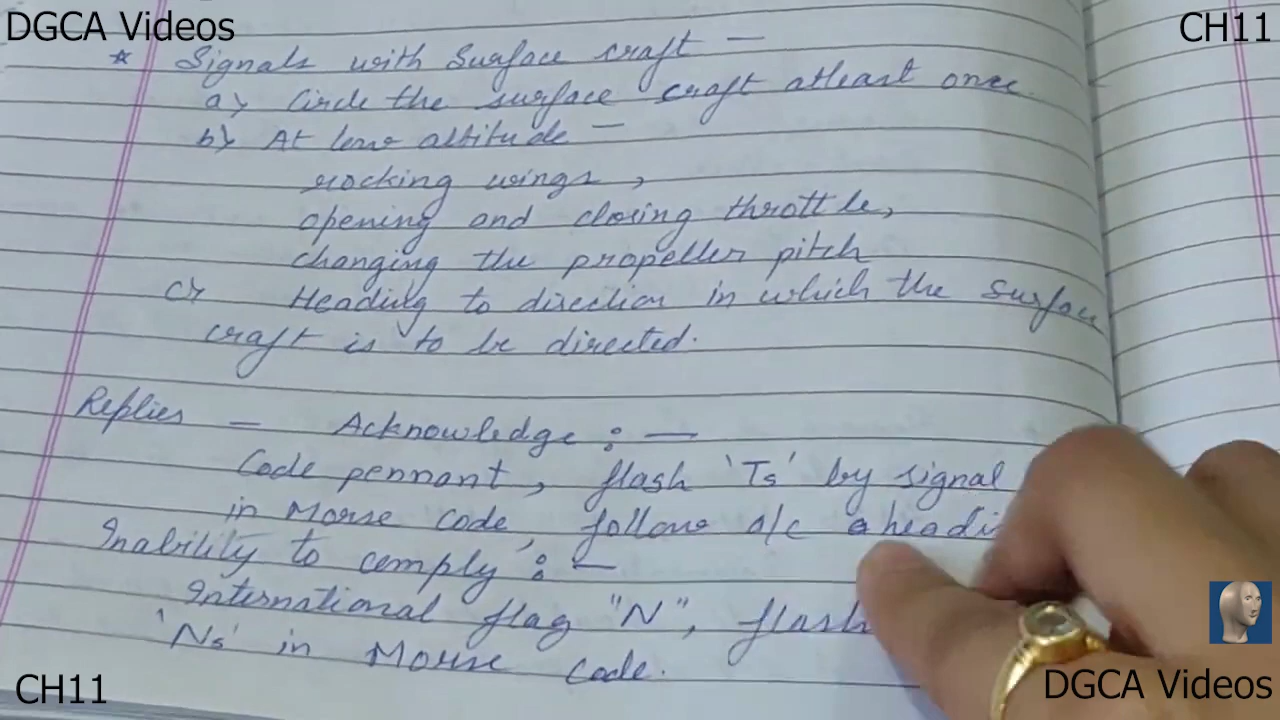 DGCA Videos
CH11
* Signals with Surface craft —
a) Circle the surface craft atleast once.
b) At low altitude —
rocking wings,
opening and closing throttle,
changing the propeller pitch
c) Heading to direction in which the surface
craft is to be directed.
Replies — Acknowledge : —
Code pennant, flash 'Ts' by signal
in Morse code, follow a/c
Inability to comply : —
International flag "N", flash
'Ns' in Morse code.
CH11
DGCA Videos